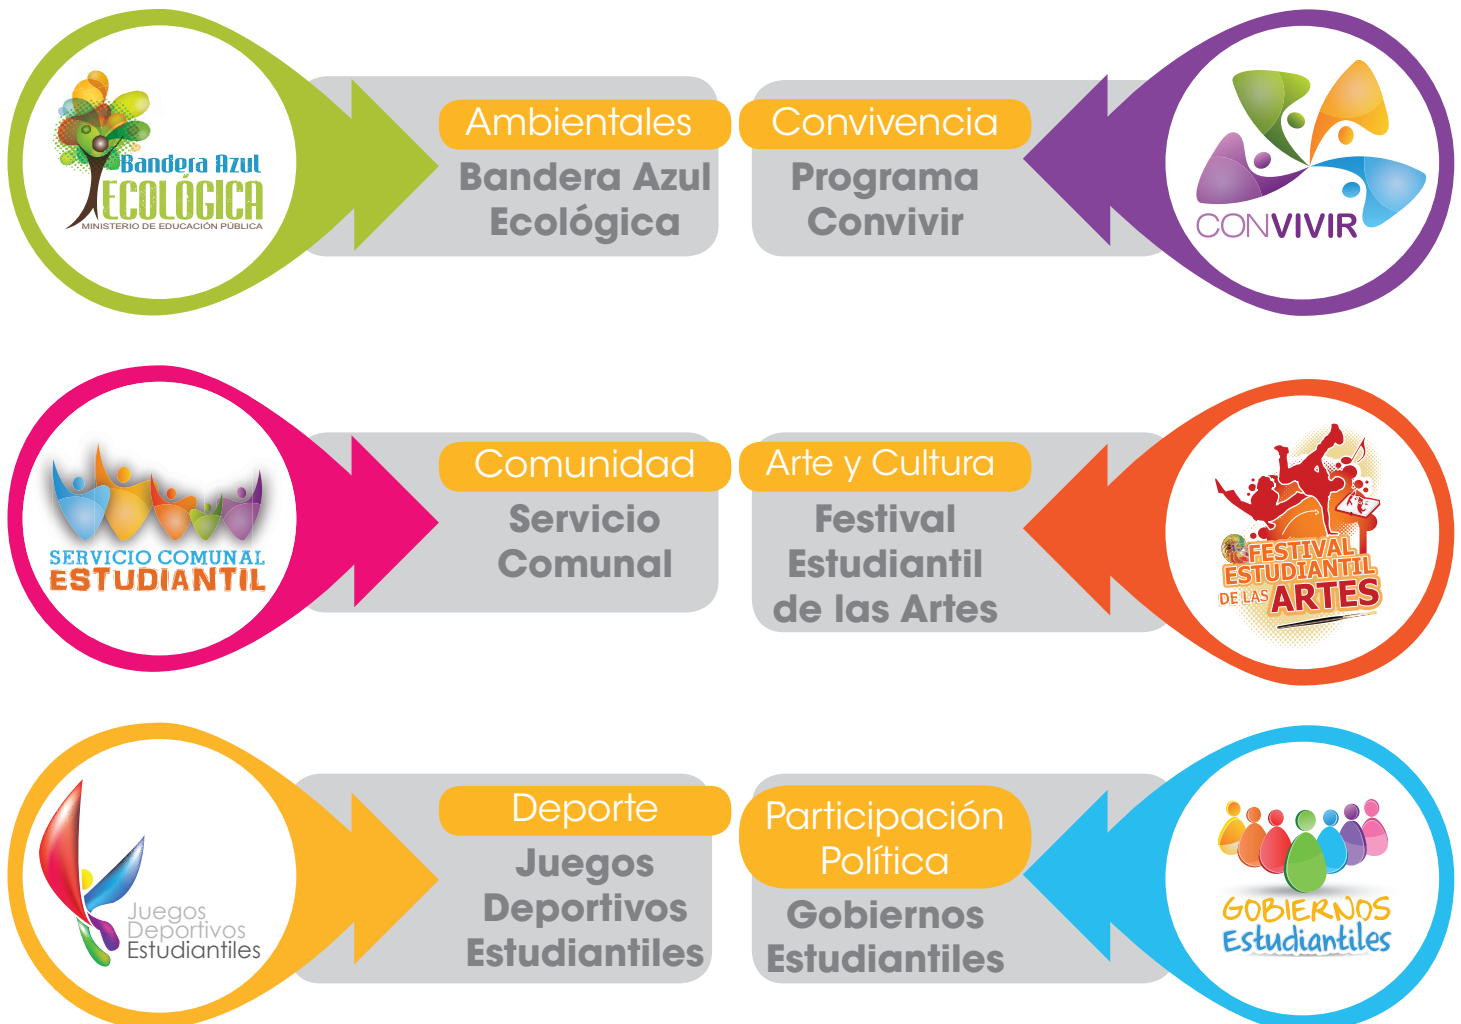 Bandera Azul
ECOLÓGICA
MINISTERIO DE EDUCACIÓN PÚBLICA
Ambientales
Bandera Azul
Ecológica
Convivencia
Programa
Convivir
CONVIVIR
SERVICIO COMUNAL
ESTUDIANTIL
Comunidad
Servicio
Comunal
Arte y Cultura
Festival
Estudiantil
de las Artes
FESTIVAL
ESTUDIANTIL
DE LAS ARTES
Juegos
Deportivos
Estudiantiles
Deporte
Juegos
Deportivos
Estudiantiles
Participación
Política
Gobiernos
Estudiantiles
GOBIERNOS
Estudiantiles